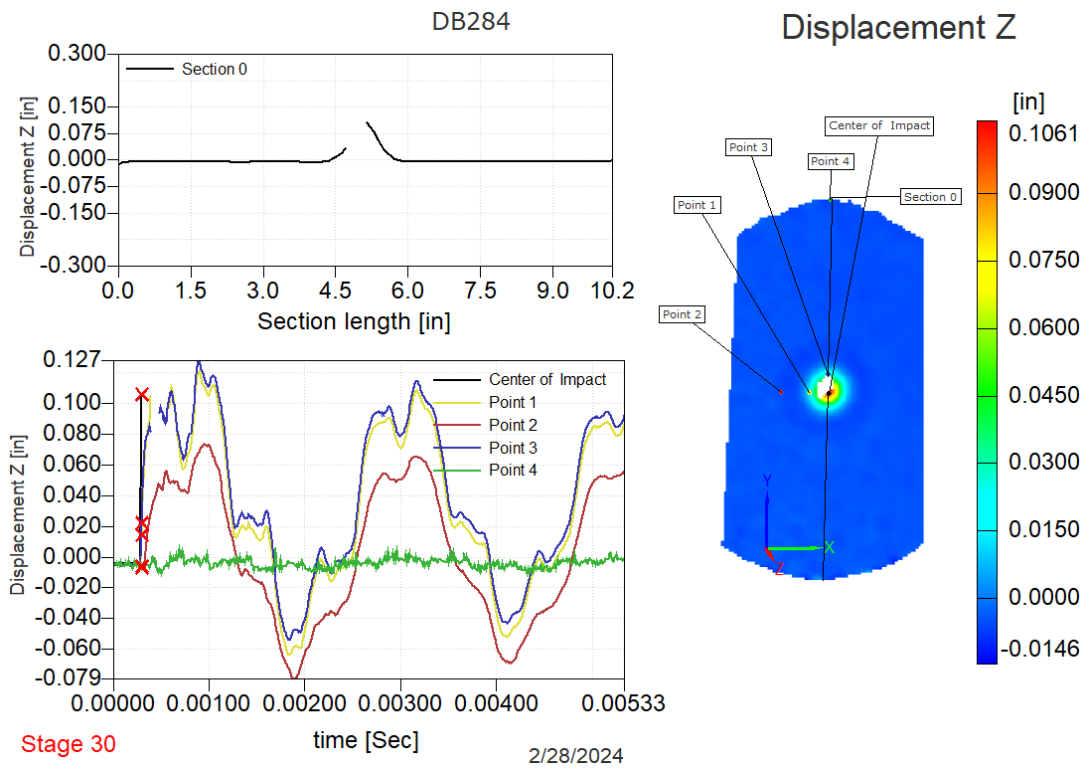 DB284
Displacement Z
0.300
0.150
0.075
0.000
-0.075
-0.150
-0.300
Displacement Z [in]
Section 0
0.0 1.5 3.0 4.5 6.0 7.5 9.0 10.2
Section length [in]
0.127
0.100
0.080
0.060
0.040
0.020
0.000
-0.020
-0.040
-0.060
-0.079
Displacement Z [in]
Center of Impact
Point 1
Point 2
Point 3
Point 4
0.00000 0.00100 0.00200 0.00300 0.00400 0.00533
time [Sec]
Stage 30
2/28/2024
Center of Impact
Point 3
Point 4
Section 0
Point 1
Point 2
Y
X
Z
[in]
0.1061
0.0900
0.0750
0.0600
0.0450
0.0300
0.0150
0.0000
-0.0146